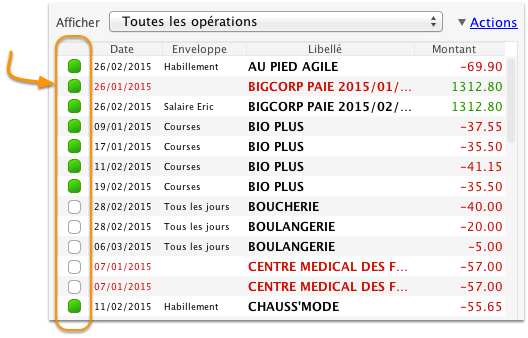 Afficher Toutes les opérations Actions
Date Enveloppe Libellé Montant
26/02/2015 Habillement AU PIED AGILE -69.90
26/01/2015 BIGCORP PAIE 2015/01/... 1312.80
26/02/2015 Salaire Eric BIGCORP PAIE 2015/02/... 1312.80
09/01/2015 Courses BIO PLUS -37.55
17/01/2015 Courses BIO PLUS -35.50
11/02/2015 Courses BIO PLUS -41.15
19/02/2015 Courses BIO PLUS -35.50
28/02/2015 Tous les jours BOUCHERIE -40.00
28/02/2015 Tous les jours BOULANGERIE -20.00
06/03/2015 Tous les jours BOULANGERIE -5.00
07/01/2015 CENTRE MEDICAL DES F... -57.00
07/01/2015 CENTRE MEDICAL DES F... -57.00
11/02/2015 Habillement CHAUSS'MODE -55.65